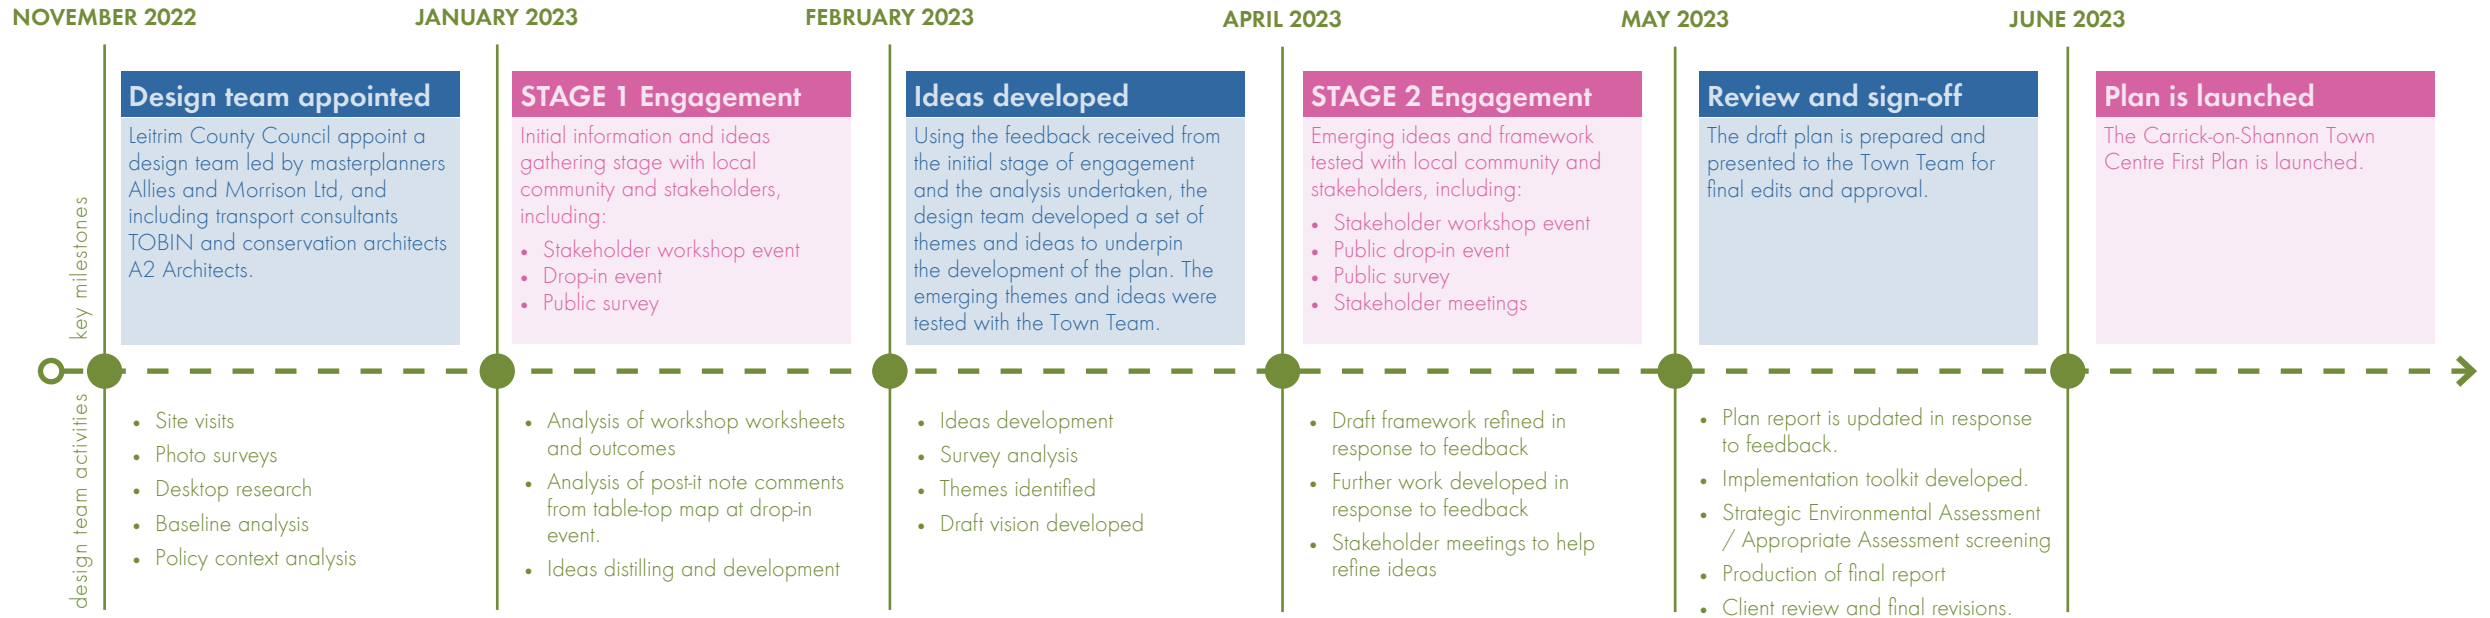 NOVEMBER 2022
JANUARY 2023
FEBRUARY 2023
APRIL 2023
MAY 2023
JUNE 2023
key milestones
Design team appointed
Leitrim County Council appoint a
design team led by masterplanners
Allies and Morrison Ltd, and
including transport consultants
TOBIN and conservation architects
A2 Architects.
STAGE 1 Engagement
Initial information and ideas
gathering stage with local
community and stakeholders,
including:
• Stakeholder workshop event
• Drop-in event
• Public survey
Ideas developed
Using the feedback received from
the initial stage of engagement
and the analysis undertaken, the
design team developed a set of
themes and ideas to underpin
the development of the plan. The
emerging themes and ideas were
tested with the Town Team.
STAGE 2 Engagement
Emerging ideas and framework
tested with local community and
stakeholders, including:
• Stakeholder workshop event
• Public drop-in event
• Public survey
• Stakeholder meetings
Review and sign-off
The draft plan is prepared and
presented to the Town Team for
final edits and approval.
Plan is launched
The Carrick-on-Shannon Town
Centre First Plan is launched.
design team activities
• Site visits
• Photo surveys
• Desktop research
• Baseline analysis
• Policy context analysis
• Analysis of workshop worksheets
and outcomes
• Analysis of post-it note comments
from table-top map at drop-in
event.
• Ideas distilling and development
• Ideas development
• Survey analysis
• Themes identified
• Draft vision developed
• Draft framework refined in
response to feedback
• Further work developed in
response to feedback
• Stakeholder meetings to help
refine ideas
• Plan report is updated in response
to feedback.
• Implementation toolkit developed.
• Strategic Environmental Assessment
/ Appropriate Assessment screening
• Production of final report
• Client review and final revisions.